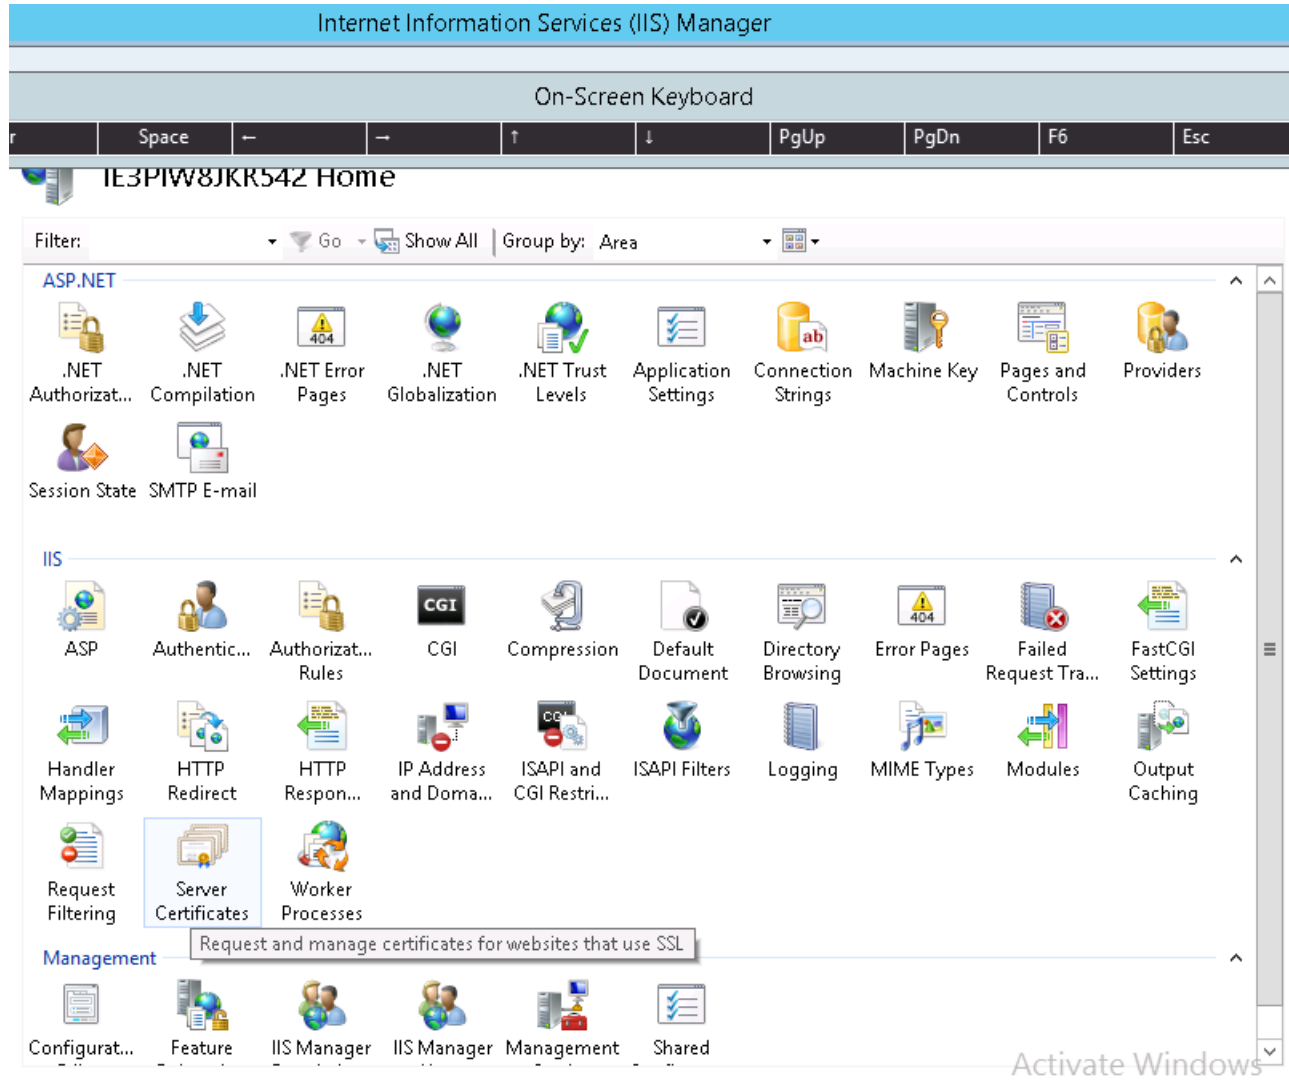 Internet Information Services (IIS) Manager
On-Screen Keyboard
Space ← → ↑ ↓ PgUp PgDn F6 Esc
IE3PIW8JKR542 Home
Filter: Go Show All Group by: Area
ASP.NET
.NET .NET .NET Error .NET .NET Trust Application Connection Machine Key Pages and Providers
Authorizat... Compilation Pages Globalization Levels Settings Strings Controls
Session State SMTP E-mail
IIS
ASP Authentic... Authorizat... CGI Compression Default Directory Error Pages Failed FastCGI
Rules Document Browsing Request Tra... Settings
Handler HTTP HTTP IP Address ISAPI and ISAPI Filters Logging MIME Types Modules Output
Mappings Redirect Respon... and Doma... CGI Restri... Caching
Request Server Worker
Filtering Certificates Processes
Request and manage certificates for websites that use SSL
Management
Configurat... Feature IIS Manager IIS Manager Management Shared
Activate Windows